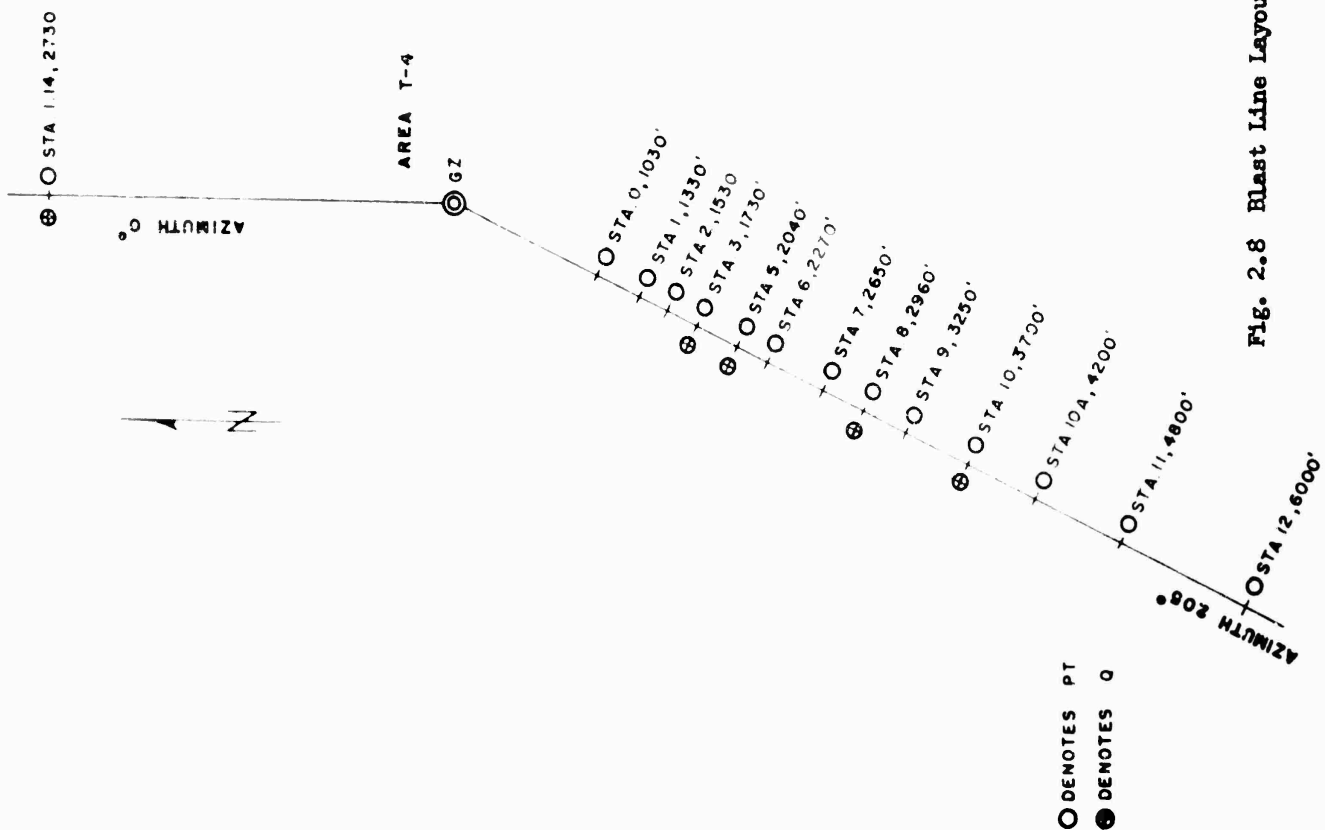 STA 1.14, 2730
AZIMUTH 0°
AREA T-4
GZ
N
STA. 0, 1030'
STA 1, 1330'
STA 2, 1530
STA 3, 1730'
STA 5, 2040'
STA 6, 2270'
STA 7, 2650'
STA 8, 2960'
STA 9, 3250'
STA 10, 3700'
STA 10A, 4200'
STA 11, 4800'
STA 12, 6000'
AZIMUTH 205°
DENOTES PT
DENOTES Q
Fig. 2.8 Blast Line Layou